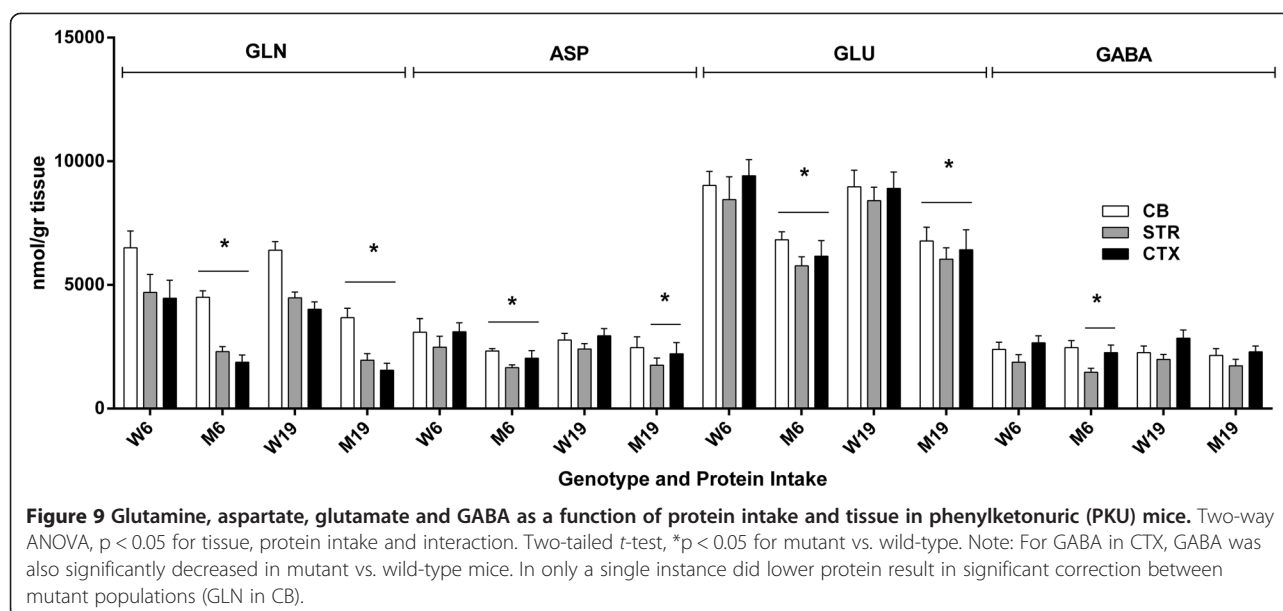 15000
GLN
ASP
GLU
GABA
10000
*
*
nmol/gr tissue
CB
STR
CTX
*
*
5000
*
*
*
0
W6 M6 W19 M19 W6 M6 W19 M19 W6 M6 W19 M19 W6 M6 W19 M19
Genotype and Protein Intake
Figure 9 Glutamine, aspartate, glutamate and GABA as a function of protein intake and tissue in phenylketonuric (PKU) mice. Two-way
ANOVA, p < 0.05 for tissue, protein intake and interaction. Two-tailed t-test, *p < 0.05 for mutant vs. wild-type. Note: For GABA in CTX, GABA was
also significantly decreased in mutant vs. wild-type mice. In only a single instance did lower protein result in significant correction between
mutant populations (GLN in CB).